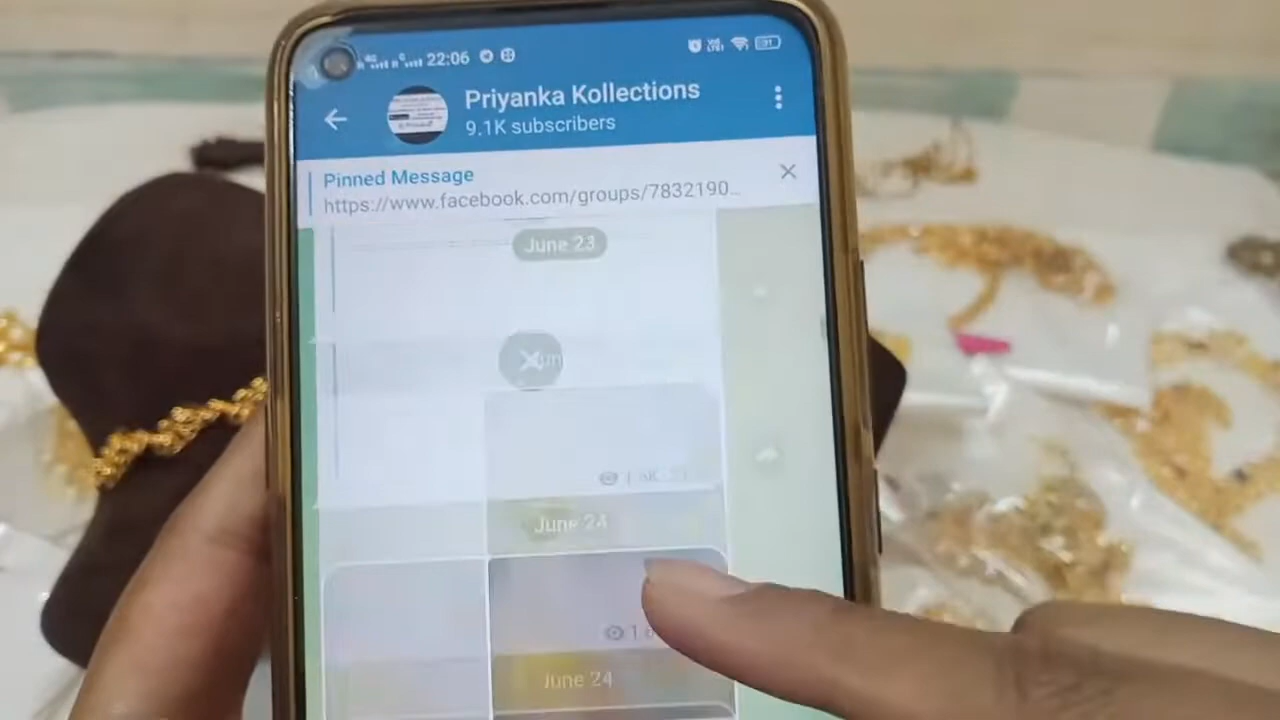 22:06
Priyanka Kollections
9.1K subscribers
Pinned Message
https://www.facebook.com/groups/7832190...
June 23
June 24
June 24